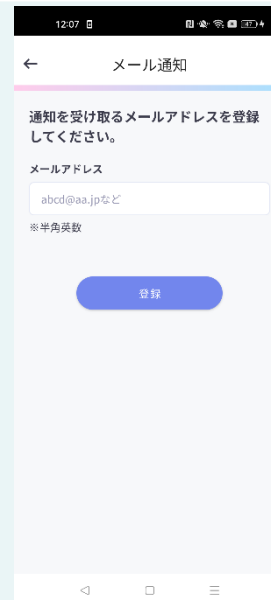 12:07
47
メール通知
通知を受け取るメールアドレスを登録
してください。
メールアドレス
abcd@aa.jpなど
※半角英数
登録